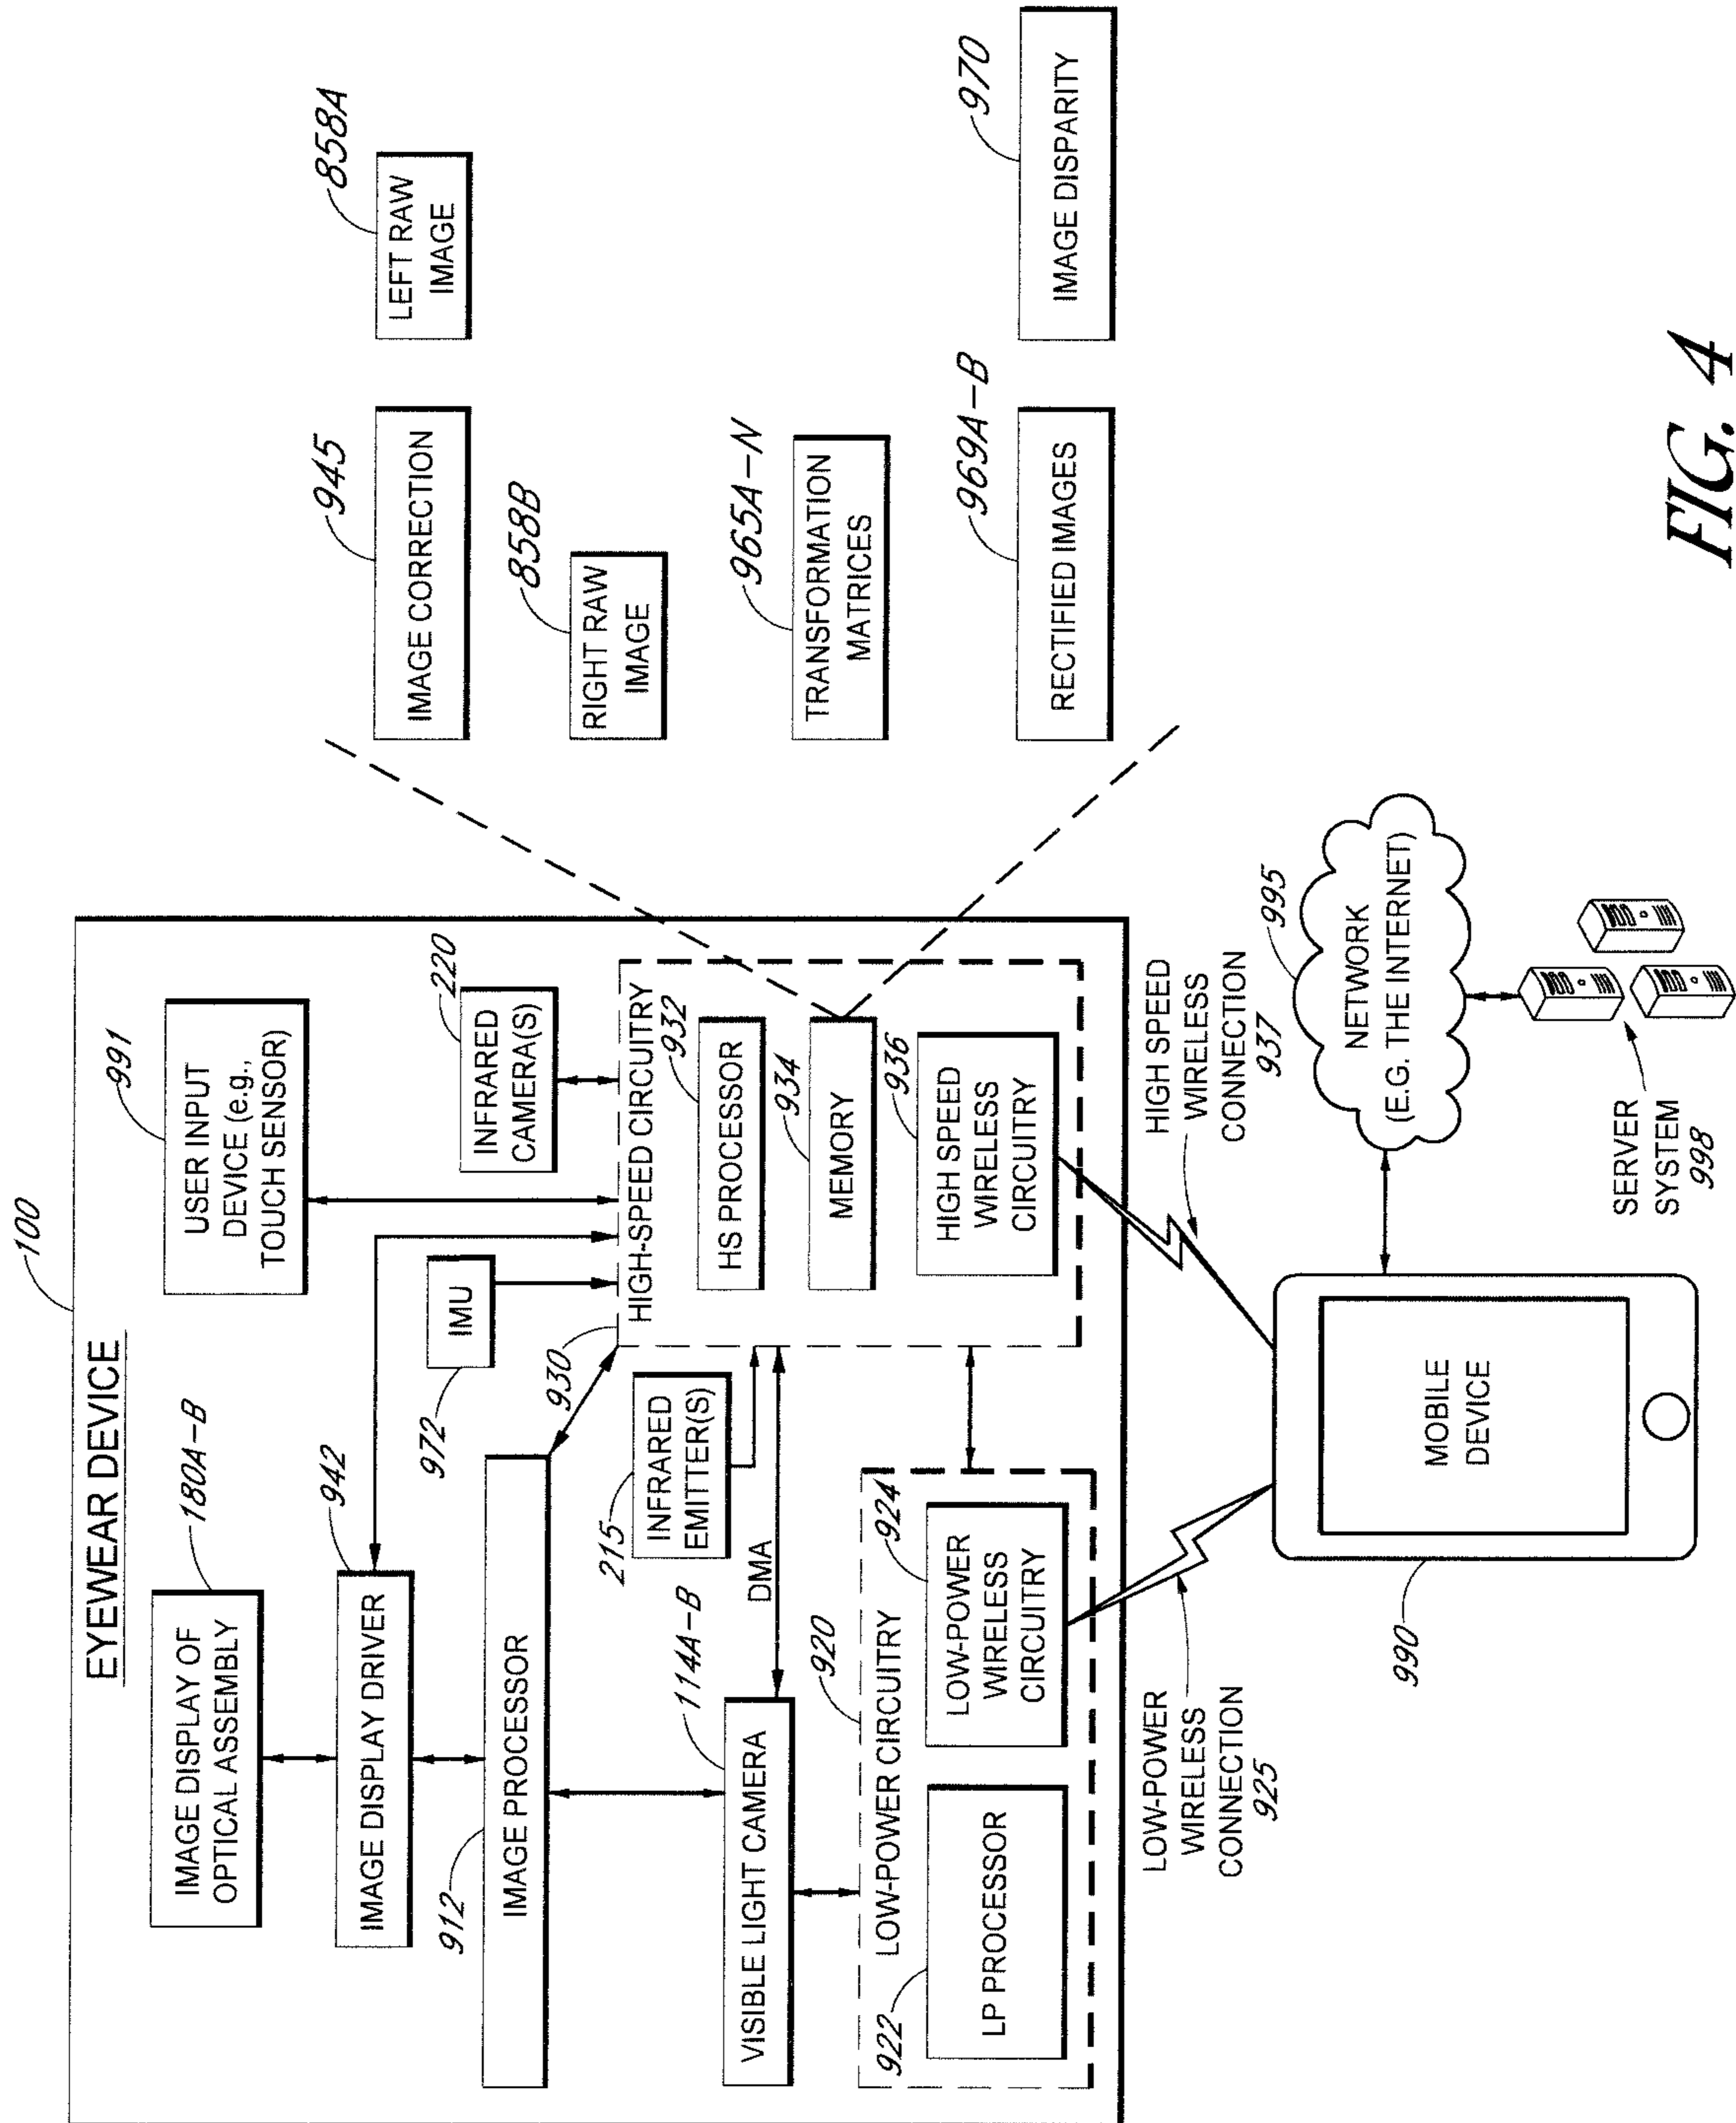 EYEWEAR DEVICE
100
IMAGE DISPLAY OF
OPTICAL ASSEMBLY
180A-B
USER INPUT
DEVICE (e.g.,
TOUCH SENSOR)
991
IMAGE DISPLAY DRIVER
942
IMU
972
INFRARED
CAMERA(S)
220
IMAGE PROCESSOR
912
930
INFRARED
EMITTER(S)
215
HIGH-SPEED CIRCUITRY
HS PROCESSOR
932
MEMORY
934
HIGH SPEED
WIRELESS
CIRCUITRY
936
VISIBLE LIGHT CAMERA
114A-B
DMA
LOW-POWER CIRCUITRY
920
LP PROCESSOR
922
LOW-POWER
WIRELESS
CIRCUITRY
924
LOW-POWER
WIRELESS
CONNECTION
925
HIGH SPEED
WIRELESS
CONNECTION
937
MOBILE
DEVICE
990
NETWORK
(E.G. THE INTERNET)
995
SERVER
SYSTEM
998
IMAGE CORRECTION
945
LEFT RAW
IMAGE
858A
RIGHT RAW
IMAGE
858B
TRANSFORMATION
MATRICES
965A-N
RECTIFIED IMAGES
969A-B
IMAGE DISPARITY
970
FIG. 4